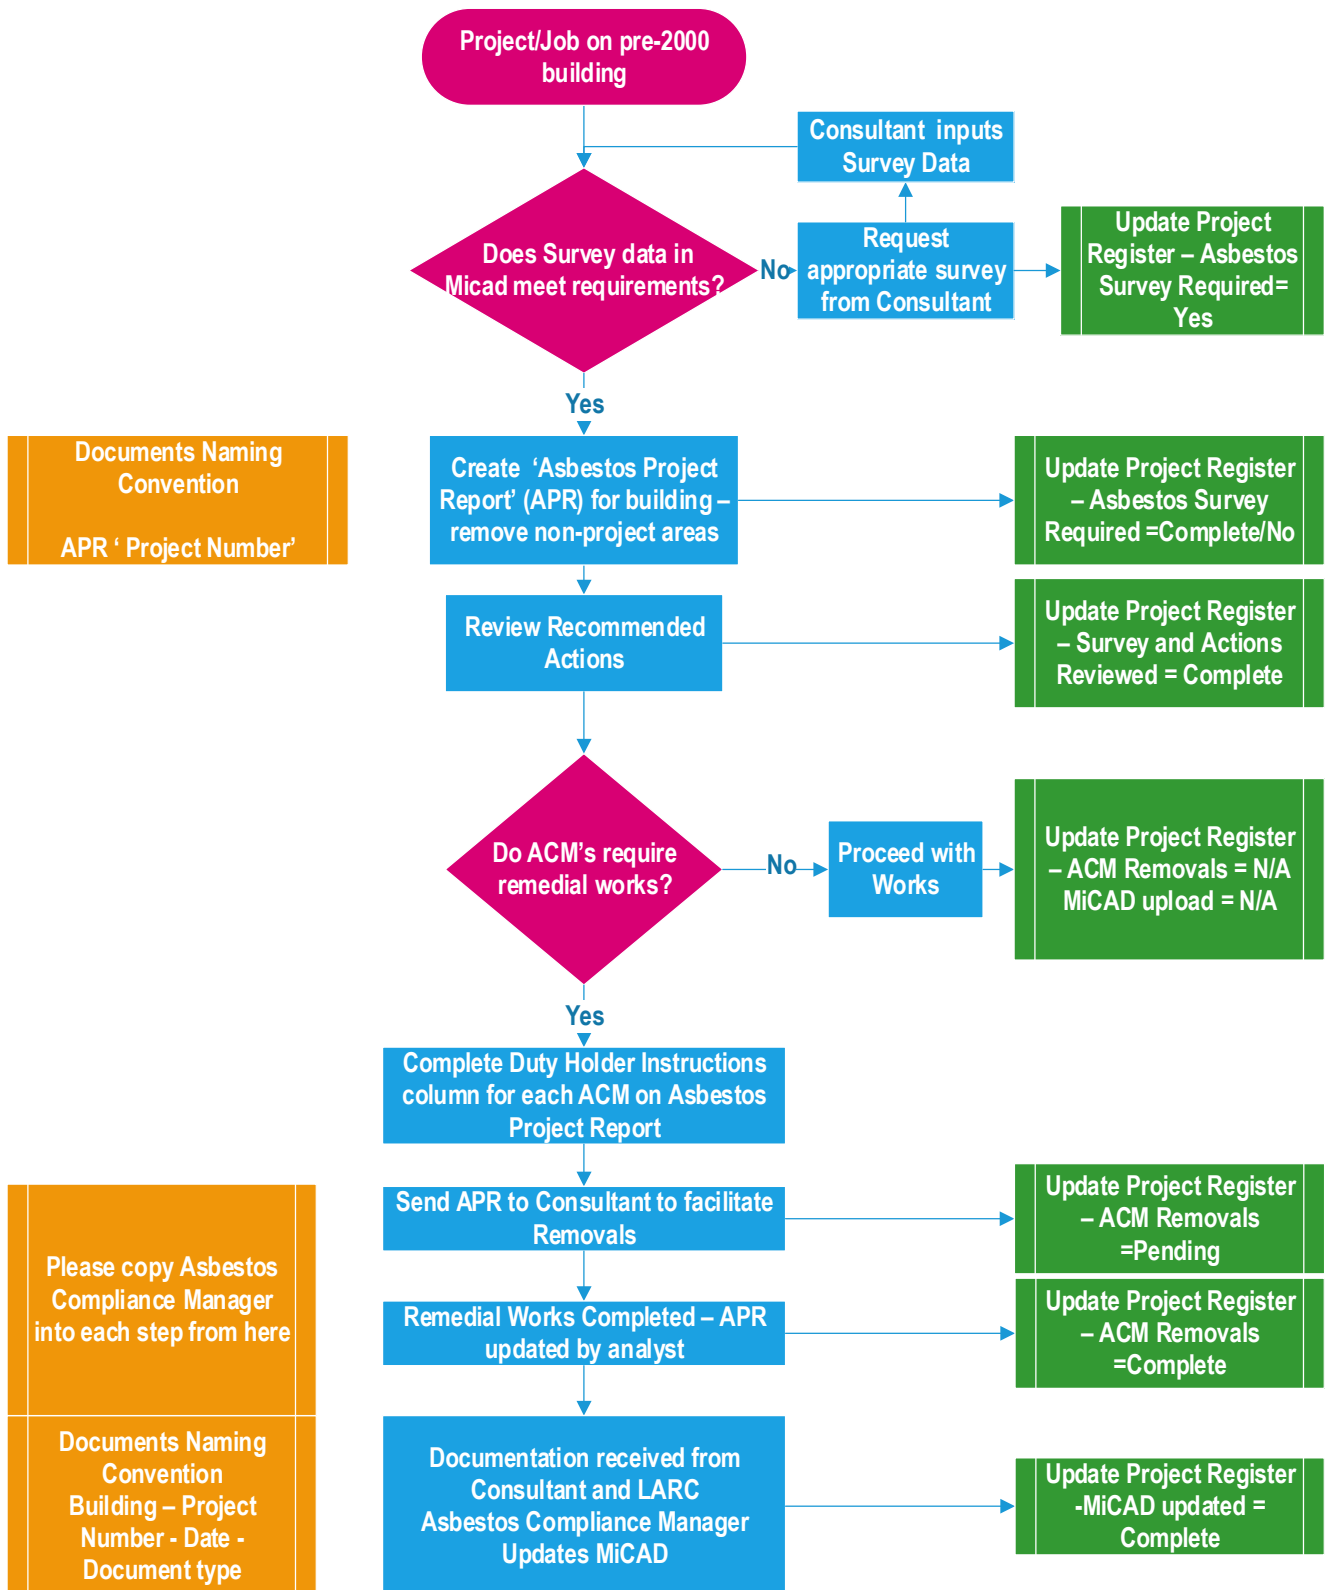 Project/Job on pre-2000
building
Consultant inputs
Survey Data
Does Survey data in
Micad meet requirements?
No
Request
appropriate survey
from Consultant
Update Project
Register – Asbestos
Survey Required=
Yes
Yes
Documents Naming
Convention
APR ‘ Project Number’
Create ‘Asbestos Project
Report’ (APR) for building –
remove non-project areas
Update Project Register
– Asbestos Survey
Required =Complete/No
Review Recommended
Actions
Update Project Register
– Survey and Actions
Reviewed = Complete
Do ACM’s require
remedial works?
No
Proceed with
Works
Update Project Register
– ACM Removals = N/A
MiCAD upload = N/A
Yes
Complete Duty Holder Instructions
column for each ACM on Asbestos
Project Report
Send APR to Consultant to facilitate
Removals
Update Project Register
– ACM Removals
=Pending
Please copy Asbestos
Compliance Manager
into each step from here
Remedial Works Completed – APR
updated by analyst
Update Project Register
– ACM Removals
=Complete
Documents Naming
Convention
Building – Project
Number - Date -
Document type
Documentation received from
Consultant and LARC
Asbestos Compliance Manager
Updates MiCAD
Update Project Register
-MiCAD updated =
Complete